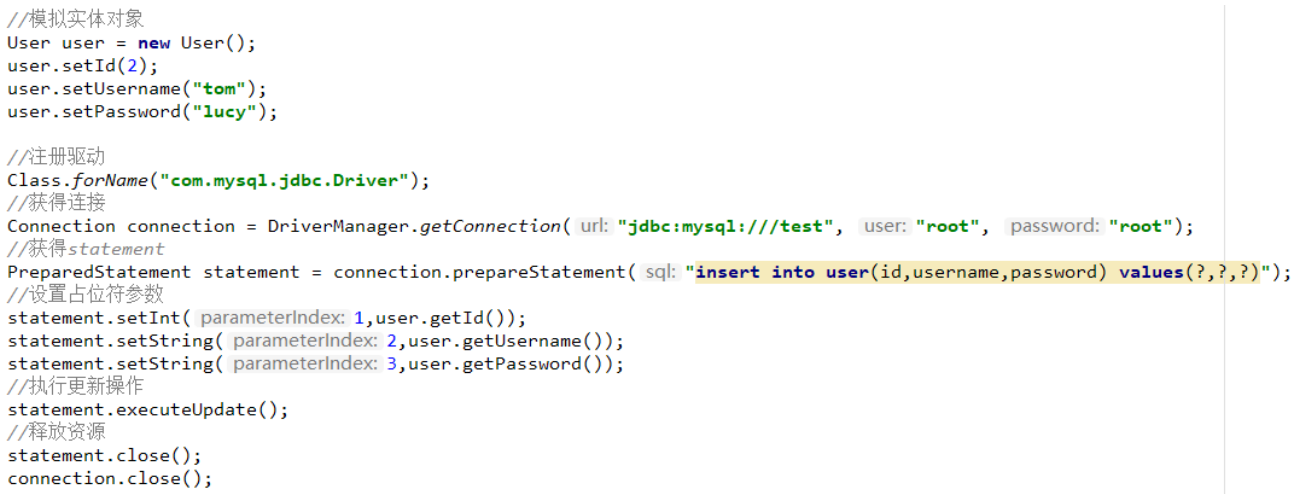 //模拟实体对象
User user = new User();
user.setId(2);
user.setUsername("tom");
user.setPassword("lucy");
//注册驱动
Class.forName("com.mysql.jdbc.Driver");
//获得连接
Connection connection = DriverManager.getConnection( url: "jdbc:mysql:///test", user: "root", password: "root");
//获得statement
PreparedStatement statement = connection.prepareStatement( sql: "insert into user(id,username,password) values(?,?,?)");
//设置占位符参数
statement.setInt( parameterIndex: 1,user.getId());
statement.setString( parameterIndex: 2,user.getUsername());
statement.setString( parameterIndex: 3,user.getPassword());
//执行更新操作
statement.executeUpdate();
//释放资源
statement.close();
connection.close();